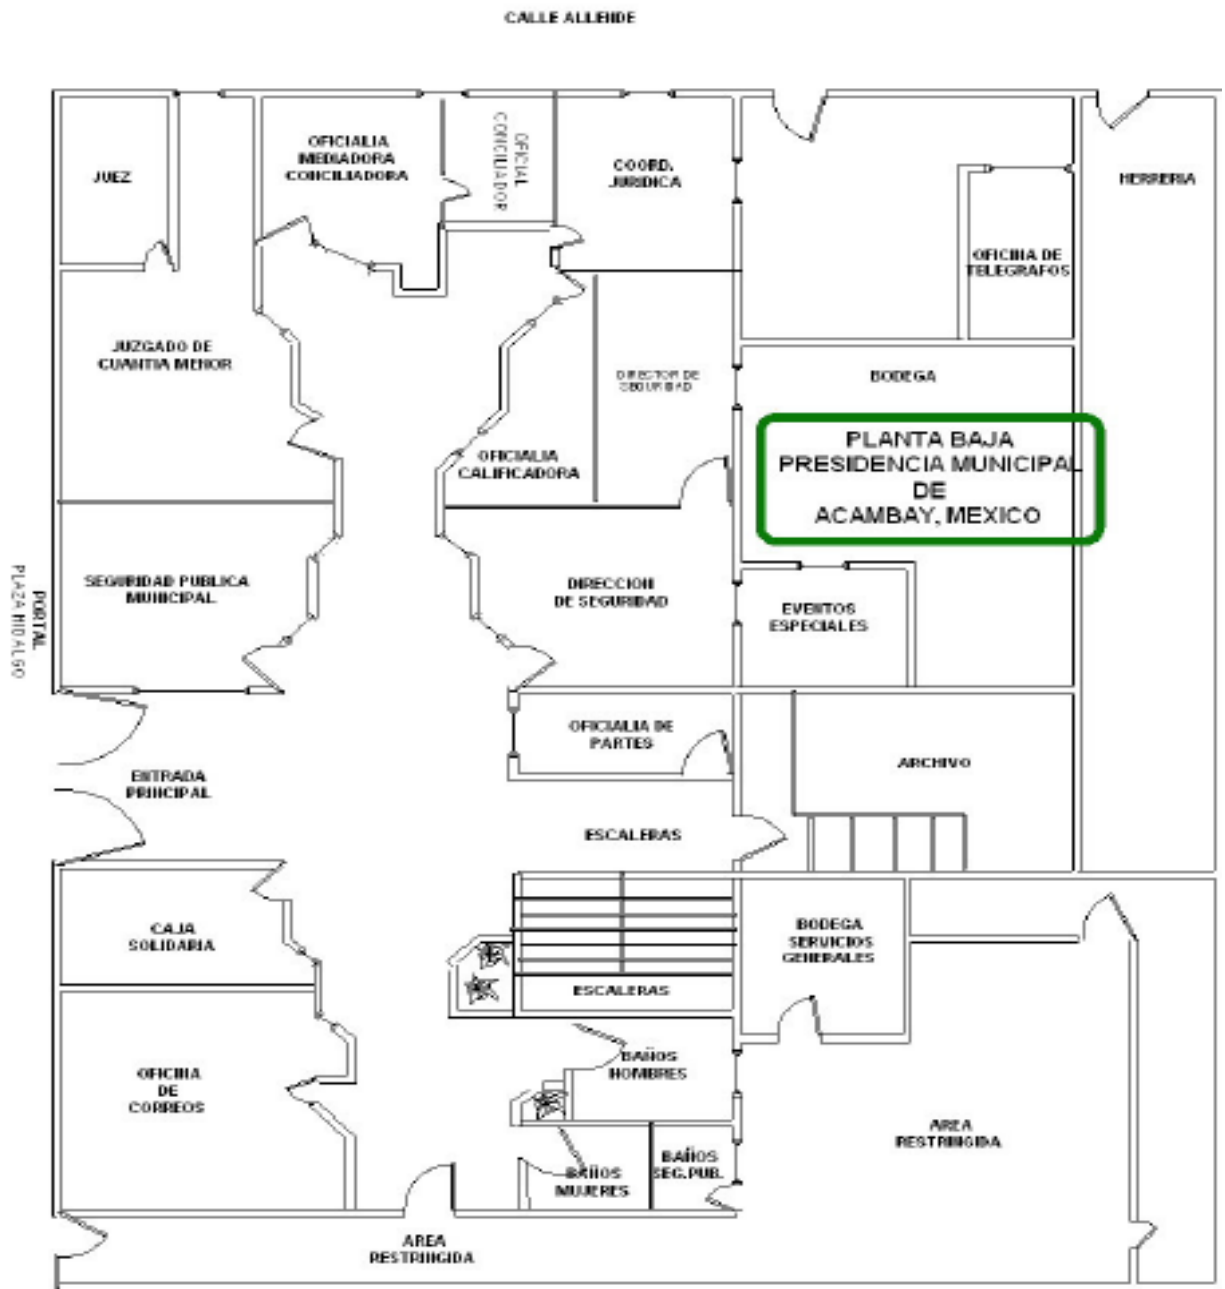 CALLE ALLENDE
JUEZ
OFICIALIA
MEDIADORA
CONCILIADORA
OFICIAL
CONCILIADOR
COORD.
JURIDICA
HERRERIA
OFICINA DE
TELEGRAFOS
JUZGADO DE
CUANTIA MENOR
DIRECTOR DE
SEGURIDAD
BODEGA
OFICIALIA
CALIFICADORA
PLANTA BAJA
PRESIDENCIA MUNICIPAL
DE
ACAMBAY, MEXICO
PORTAL
PLAZA HIDALGO
SEGURIDAD PUBLICA
MUNICIPAL
DIRECCION
DE SEGURIDAD
EVENTOS
ESPECIALES
OFICIALIA DE
PARTES
ARCHIVO
ENTRADA
PRINCIPAL
ESCALERAS
CAJA
SOLIDARIA
BODEGA
SERVICIOS
GENERALES
ESCALERAS
OFICINA
DE
CORREOS
BAÑOS
HOMBRES
AREA
RESTRINGIDA
BAÑOS
MUJERES
BAÑOS
SEG.PUB.
AREA
RESTRINGIDA